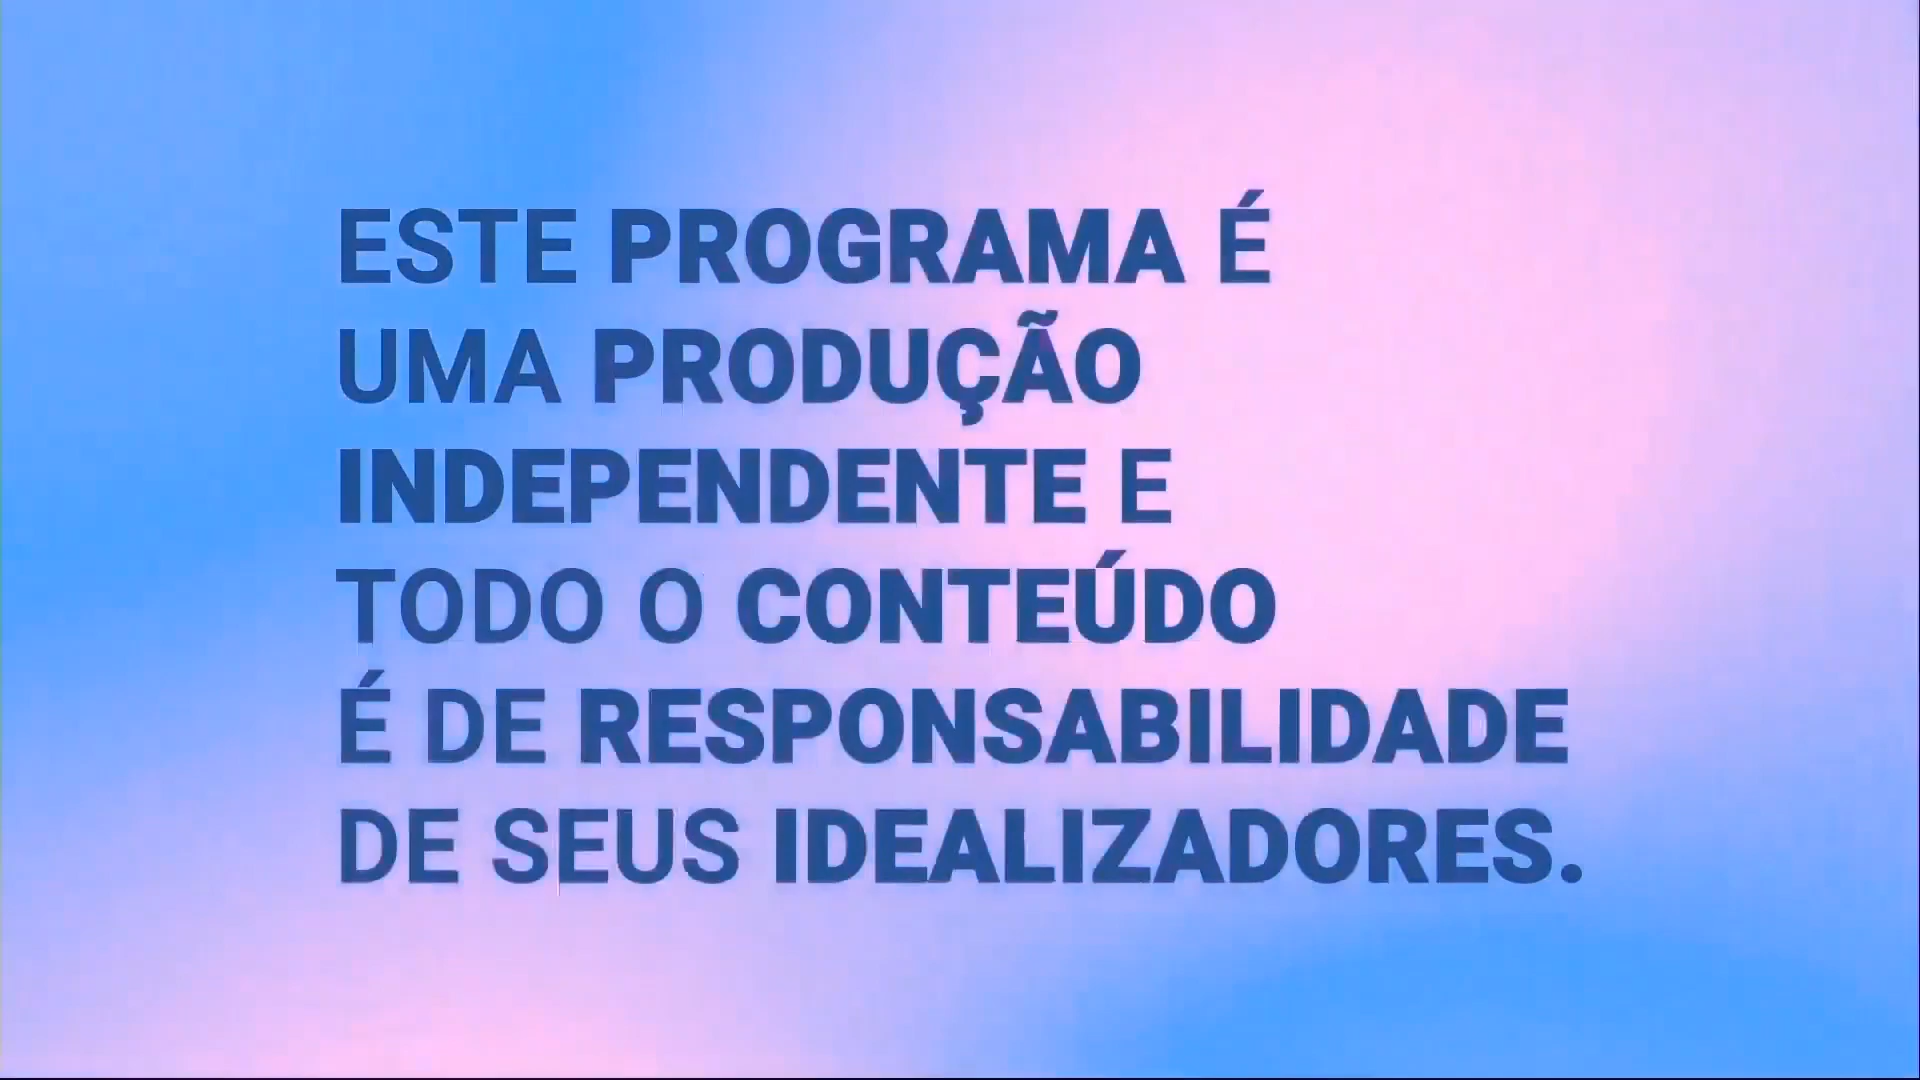 ESTE PROGRAMA É
UMA PRODUÇÃO
INDEPENDENTE E
TODO O CONTEÚDO
É DE RESPONSABILIDADE
DE SEUS IDEALIZADORES.